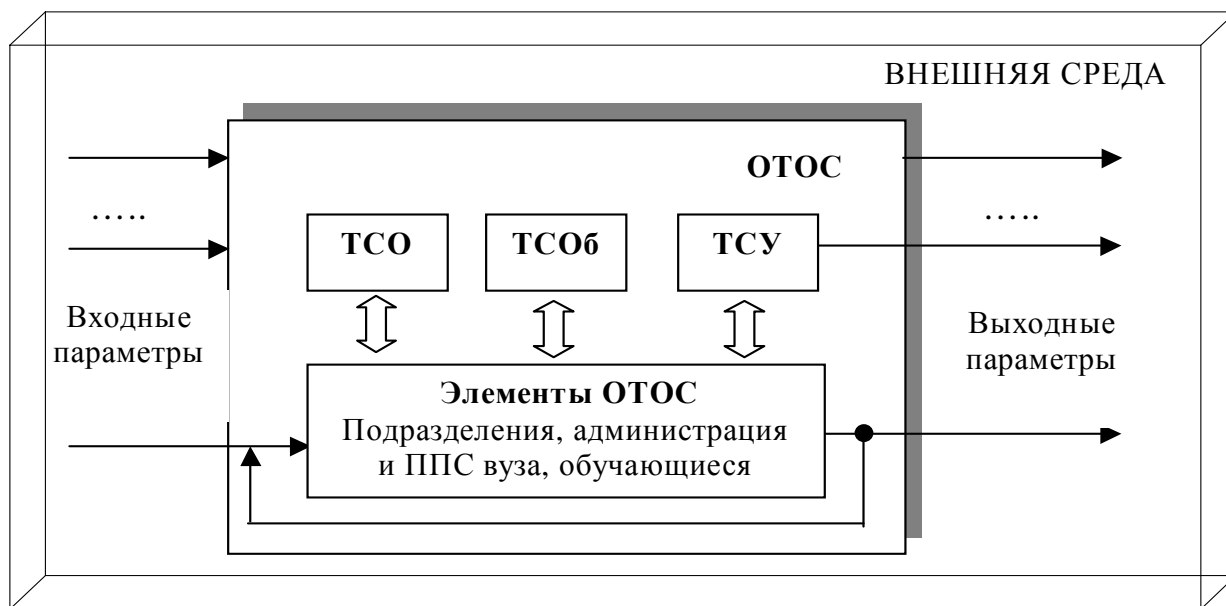 ВНЕШНЯЯ СРЕДА
ОТОС
…..
…..
ТСО
ТСОб
ТСУ
Входные
параметры
Выходные
параметры
Элементы ОТОС
Подразделения, администрация
и ППС вуза, обучающиеся